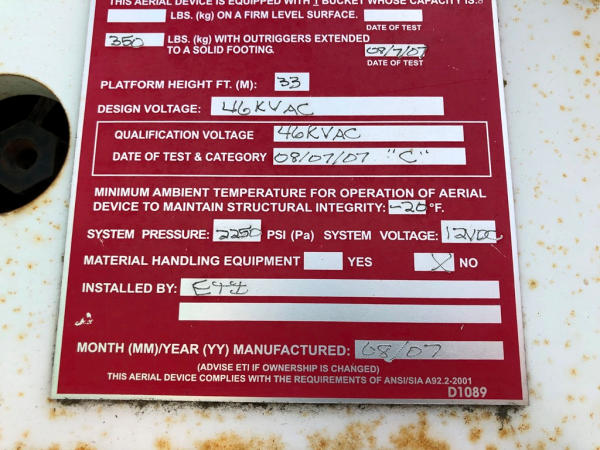 THIS AERIAL DEVICE IS EQUIPPED WITH 1 BUCKET WHOSE CAPACITY IS:
LBS. (kg) ON A FIRM LEVEL SURFACE.
DATE OF TEST
350 LBS. (kg) WITH OUTRIGGERS EXTENDED TO A SOLID FOOTING. 08/7/07
DATE OF TEST
PLATFORM HEIGHT FT. (M): 33
DESIGN VOLTAGE: 46KVAC
QUALIFICATION VOLTAGE 46KVAC
DATE OF TEST & CATEGORY 08/07/07 "C"
MINIMUM AMBIENT TEMPERATURE FOR OPERATION OF AERIAL
DEVICE TO MAINTAIN STRUCTURAL INTEGRITY: -20 °F.
SYSTEM PRESSURE: 2250 PSI (Pa) SYSTEM VOLTAGE: 12VDC
MATERIAL HANDLING EQUIPMENT YES X NO
INSTALLED BY: ETI
MONTH (MM)/YEAR (YY) MANUFACTURED: 08/07
(ADVISE ETI IF OWNERSHIP IS CHANGED)
THIS AERIAL DEVICE COMPLIES WITH THE REQUIREMENTS OF ANSI/SIA A92.2-2001
D1089